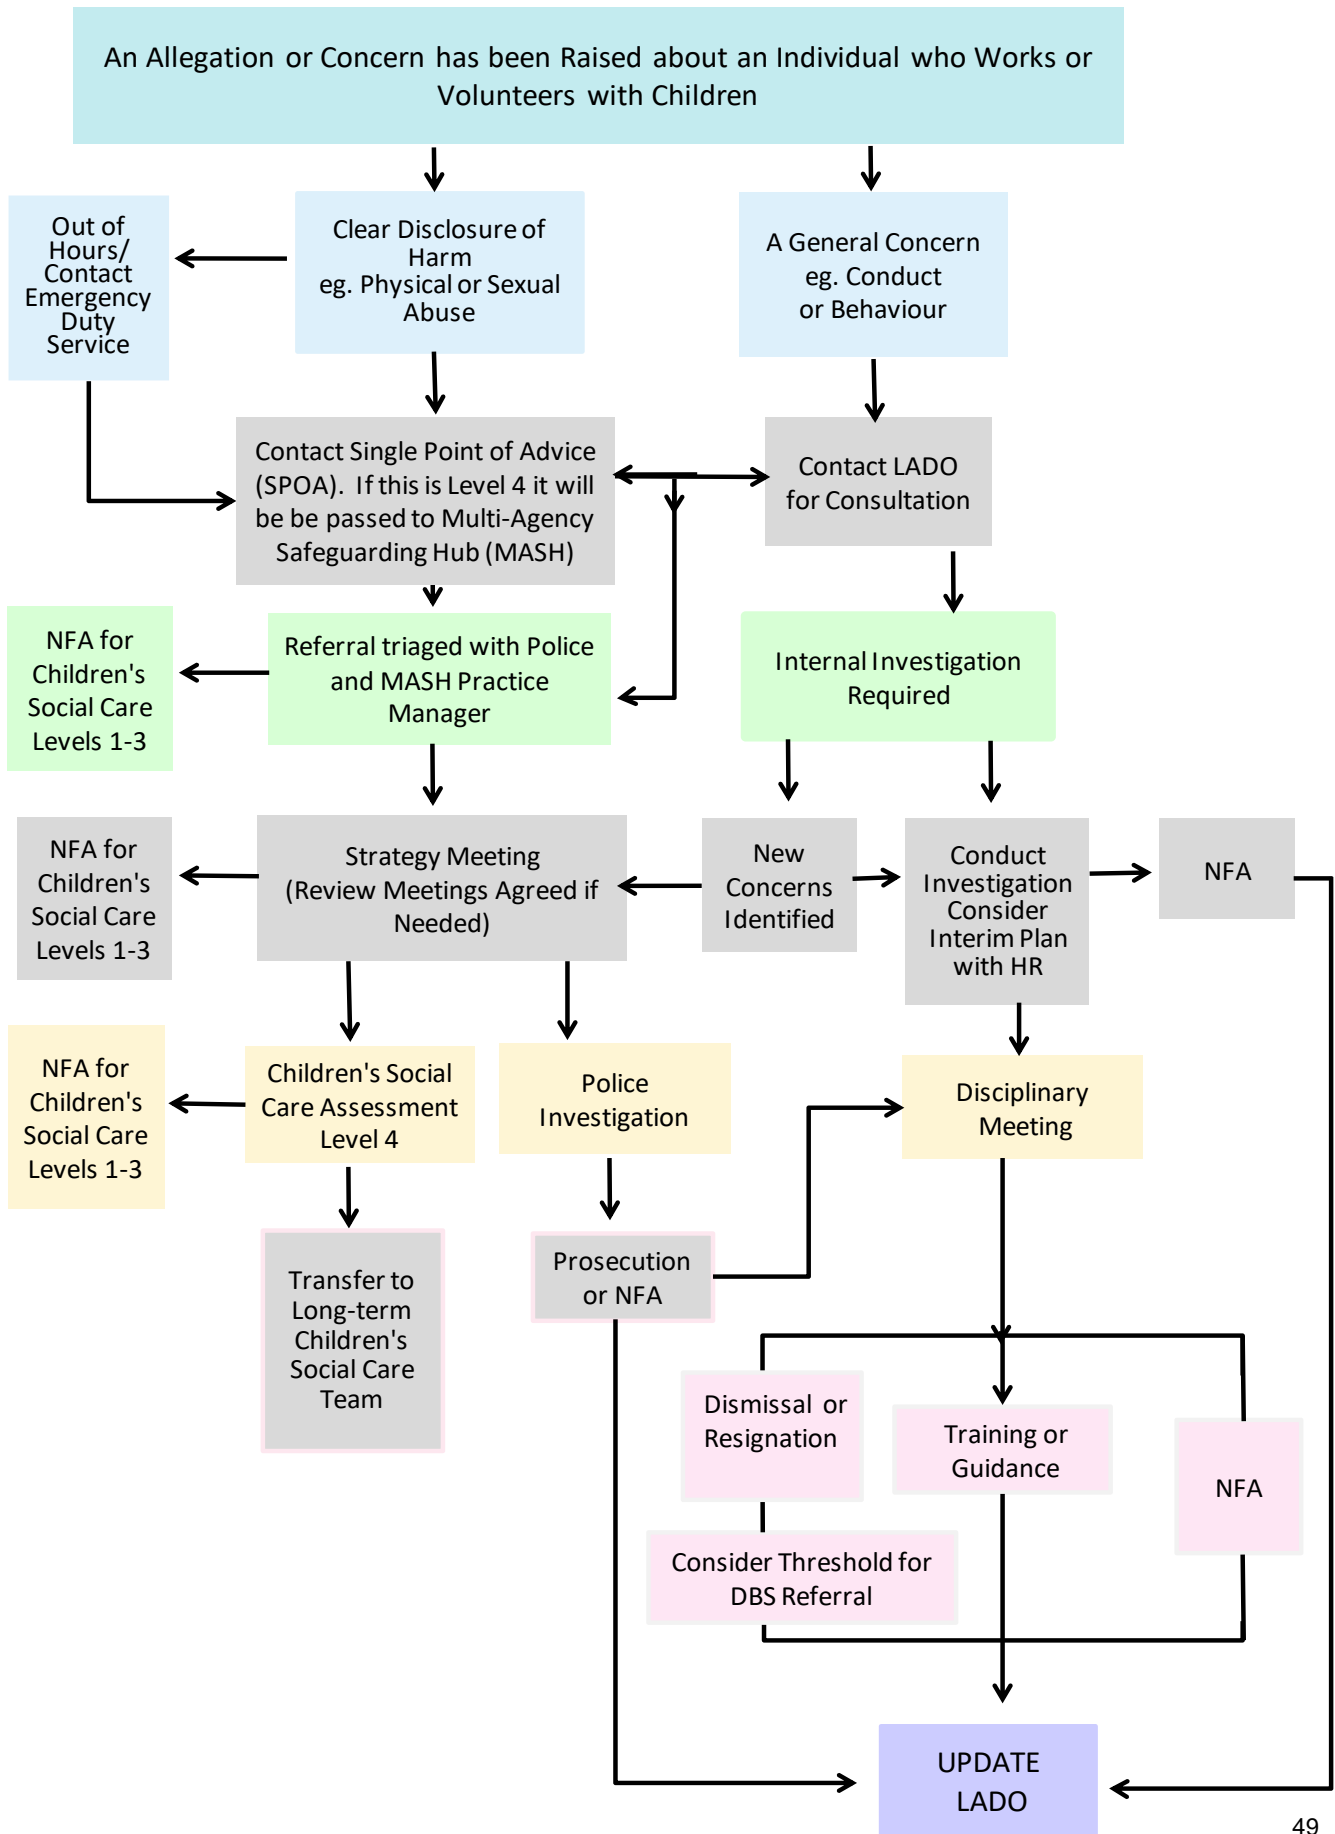 An Allegation or Concern has been Raised about an Individual who Works or
Volunteers with Children
Out of
Hours/
Contact
Emergency
Duty
Service
Clear Disclosure of
Harm
eg. Physical or Sexual
Abuse
A General Concern
eg. Conduct
or Behaviour
Contact Single Point of Advice
(SPOA). If this is Level 4 it will
be be passed to Multi-Agency
Safeguarding Hub (MASH)
Contact LADO
for Consultation
NFA for
Children's
Social Care
Levels 1-3
Referral triaged with Police
and MASH Practice
Manager
Internal Investigation
Required
NFA for
Children's
Social Care
Levels 1-3
Strategy Meeting
(Review Meetings Agreed if
Needed)
New
Concerns
Identified
Conduct
Investigation
Consider
Interim Plan
with HR
NFA
NFA for
Children's
Social Care
Levels 1-3
Children's Social
Care Assessment
Level 4
Police
Investigation
Disciplinary
Meeting
Transfer to
Long-term
Children's
Social Care
Team
Prosecution
or NFA
Dismissal or
Resignation
Training or
Guidance
NFA
Consider Threshold for
DBS Referral
UPDATE
LADO
49